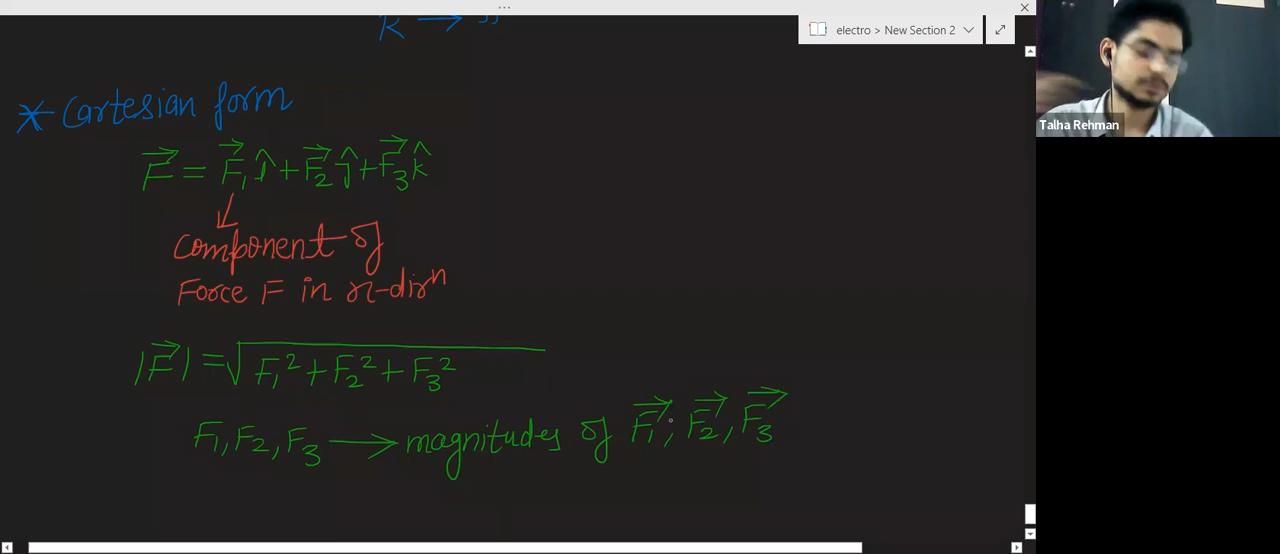 k → ”
electro > New Section 2
Talha Rehman
* Cartesian form
F⃗ = F⃗₁ î + F⃗₂ ĵ + F⃗₃ k̂
↓
Component of
Force F in x-dirⁿ
|F⃗| = √(F₁² + F₂² + F₃²)
F₁, F₂, F₃ → magnitudes of F⃗₁, F⃗₂, F⃗₃